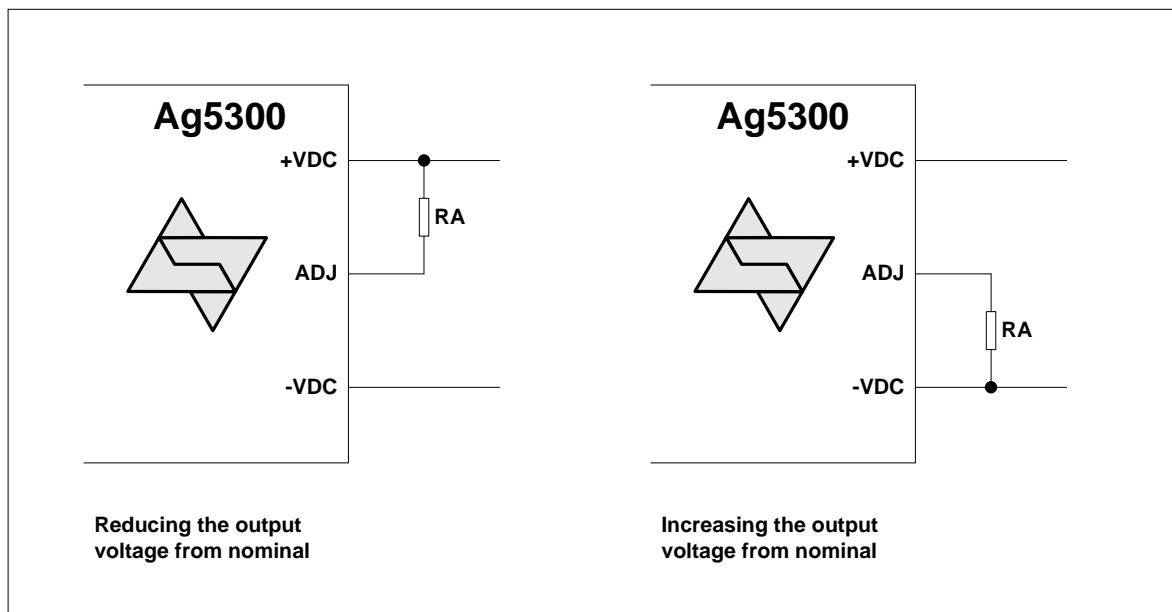 Ag5300
+VDC
RA
ADJ
-VDC
Reducing the output
voltage from nominal
Ag5300
+VDC
ADJ
RA
-VDC
Increasing the output
voltage from nominal